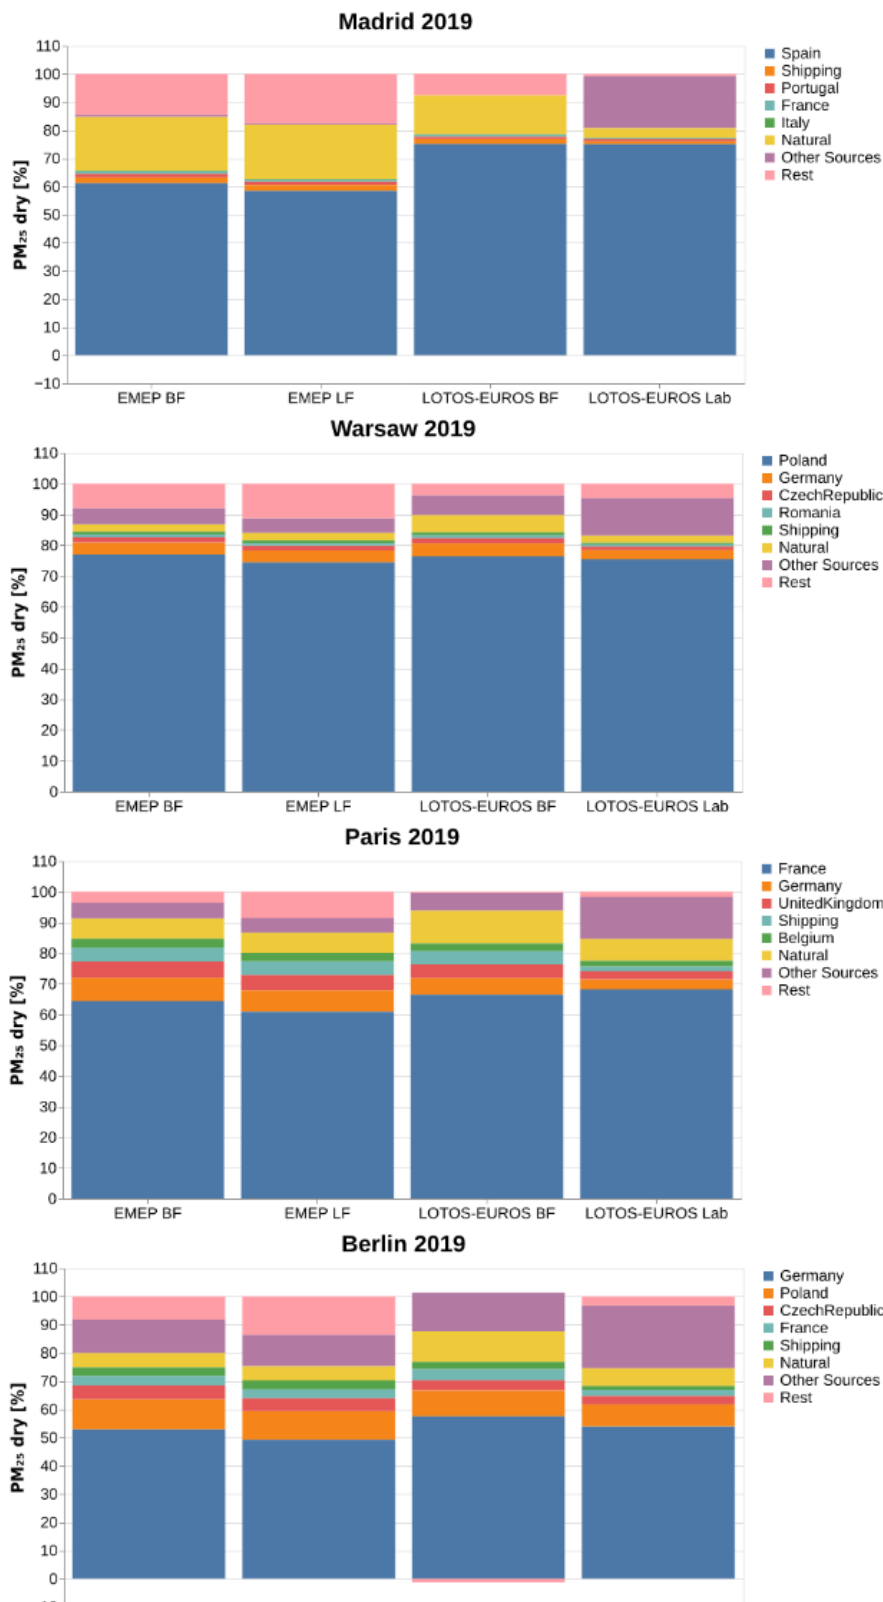 Madrid 2019
PM₂₅ dry [%]
110
100
90
80
70
60
50
40
30
20
10
0
−10
EMEP BF
EMEP LF
LOTOS-EUROS BF
LOTOS-EUROS Lab
Spain
Shipping
Portugal
France
Italy
Natural
Other Sources
Rest
Warsaw 2019
PM₂₅ dry [%]
110
100
90
80
70
60
50
40
30
20
10
0
EMEP BF
EMEP LF
LOTOS-EUROS BF
LOTOS-EUROS Lab
Poland
Germany
CzechRepublic
Romania
Shipping
Natural
Other Sources
Rest
Paris 2019
PM₂₅ dry [%]
110
100
90
80
70
60
50
40
30
20
10
0
EMEP BF
EMEP LF
LOTOS-EUROS BF
LOTOS-EUROS Lab
France
Germany
UnitedKingdom
Shipping
Belgium
Natural
Other Sources
Rest
Berlin 2019
PM₂₅ dry [%]
110
100
90
80
70
60
50
40
30
20
10
0
Germany
Poland
CzechRepublic
France
Shipping
Natural
Other Sources
Rest